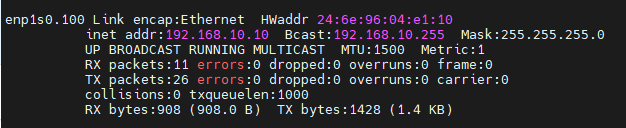 enp1s0.100 Link encap:Ethernet  HWaddr 24:6e:96:04:e1:10
inet addr:192.168.10.10  Bcast:192.168.10.255  Mask:255.255.255.0
UP BROADCAST RUNNING MULTICAST  MTU:1500  Metric:1
RX packets:11 errors:0 dropped:0 overruns:0 frame:0
TX packets:26 errors:0 dropped:0 overruns:0 carrier:0
collisions:0 txqueuelen:1000
RX bytes:908 (908.0 B)  TX bytes:1428 (1.4 KB)